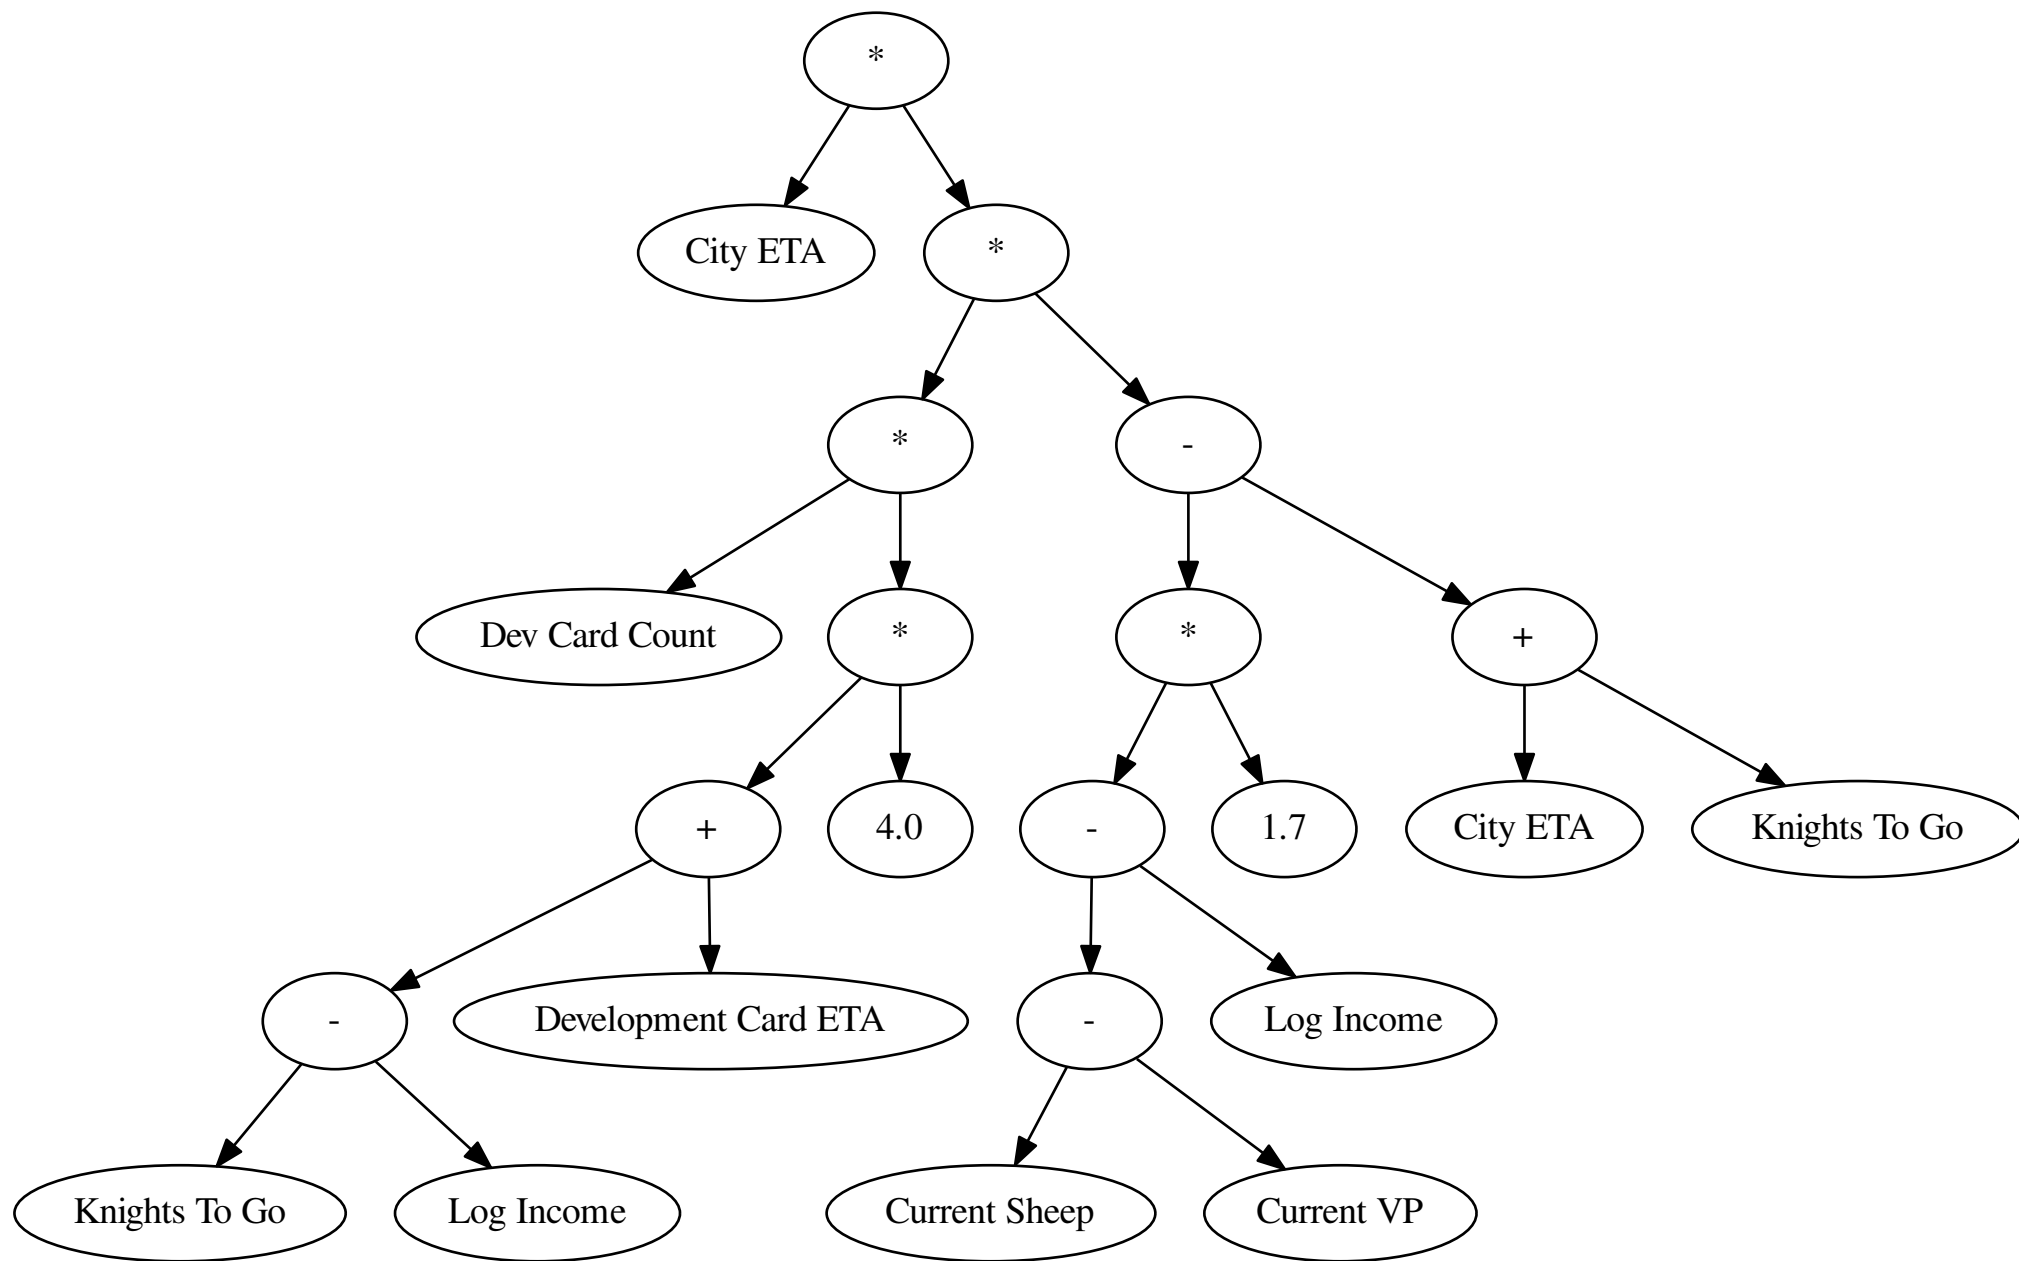 *
City ETA
*
*
-
Dev Card Count
*
*
+
+
4.0
-
1.7
City ETA
Knights To Go
-
Development Card ETA
-
Log Income
Knights To Go
Log Income
Current Sheep
Current VP